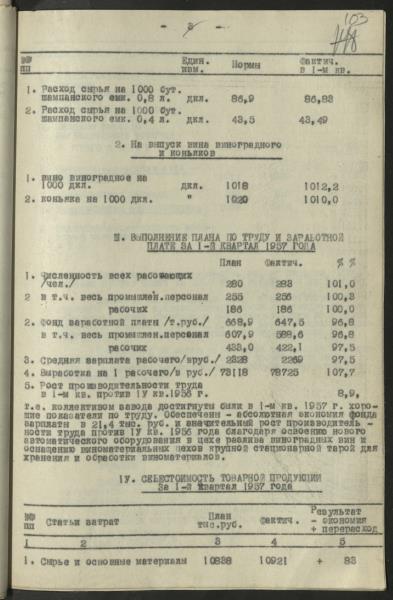 - 3 -
103
№№ пп Един. изм. Нормы Фактич. в 1-м кв.
1. Расход сырья на 1000 бут.
шампанского емк. 0,8 л. дкл. 86,9 86,83
2. Расход сырья на 1000 бут.
шампанского емк. 0,4 л. дкл. 43,5 43,49
2. На выпуск вина виноградного
и коньяков
1. вино виноградное на
1000 дкл. дкл. 1018 1012,2
2. коньяка на 1000 дкл. " 1020 1010,0
Ш. ВЫПОЛНЕНИЕ ПЛАНА ПО ТРУДУ И ЗАРАБОТНОЙ
ПЛАТЕ ЗА 1-Й КВАРТАЛ 1957 ГОДА
План Фактич. % %
1. Численность всех работающих
/чел./ 280 283 101,0
2 в т.ч. весь промышлен.персонал 255 256 100,3
рабочих 186 186 100,0
2. Фонд заработной платы /т.руб./ 668,9 647,5 96,8
в т.ч. весь промышлен.персонал 607,9 588,6 96,8
рабочих 433,0 422,1 97,5
3. Средняя зарплата рабочего/вруб./ 2328 2269 97,5
4. Выработка на 1 рабочего/в руб./ 73118 78725 107,7
5. Рост производительности труда
в 1-м кв. против 1У кв.1956 г. 8,9,
т.е. коллективом завода достигнуты были в 1-м кв. 1957 г. хоро-
шие показатели по труду. Обеспечены - абсолютная экономия фонда
зарплаты в 21,4 тыс. руб. и значительный рост производитель -
ности труда против 1У кв. 1956 года благодаря освоению нового
автоматического оборудования в цехе разлива виноградных вин и
оснащению виноматериальных цехов крупной стационарной тарой для
хранения и обработки виноматериалов.
1У. СЕБЕСТОИМОСТЬ ТОВАРНОЙ ПРОДУКЦИИ
За 1-й квартал 1957 года
№№ пп Статьи затрат План тыс.руб. Фактич. Результат - экономия + перерасход
1 2 3 4 5
1. Сырье и основные материалы 10838 10921 + 83